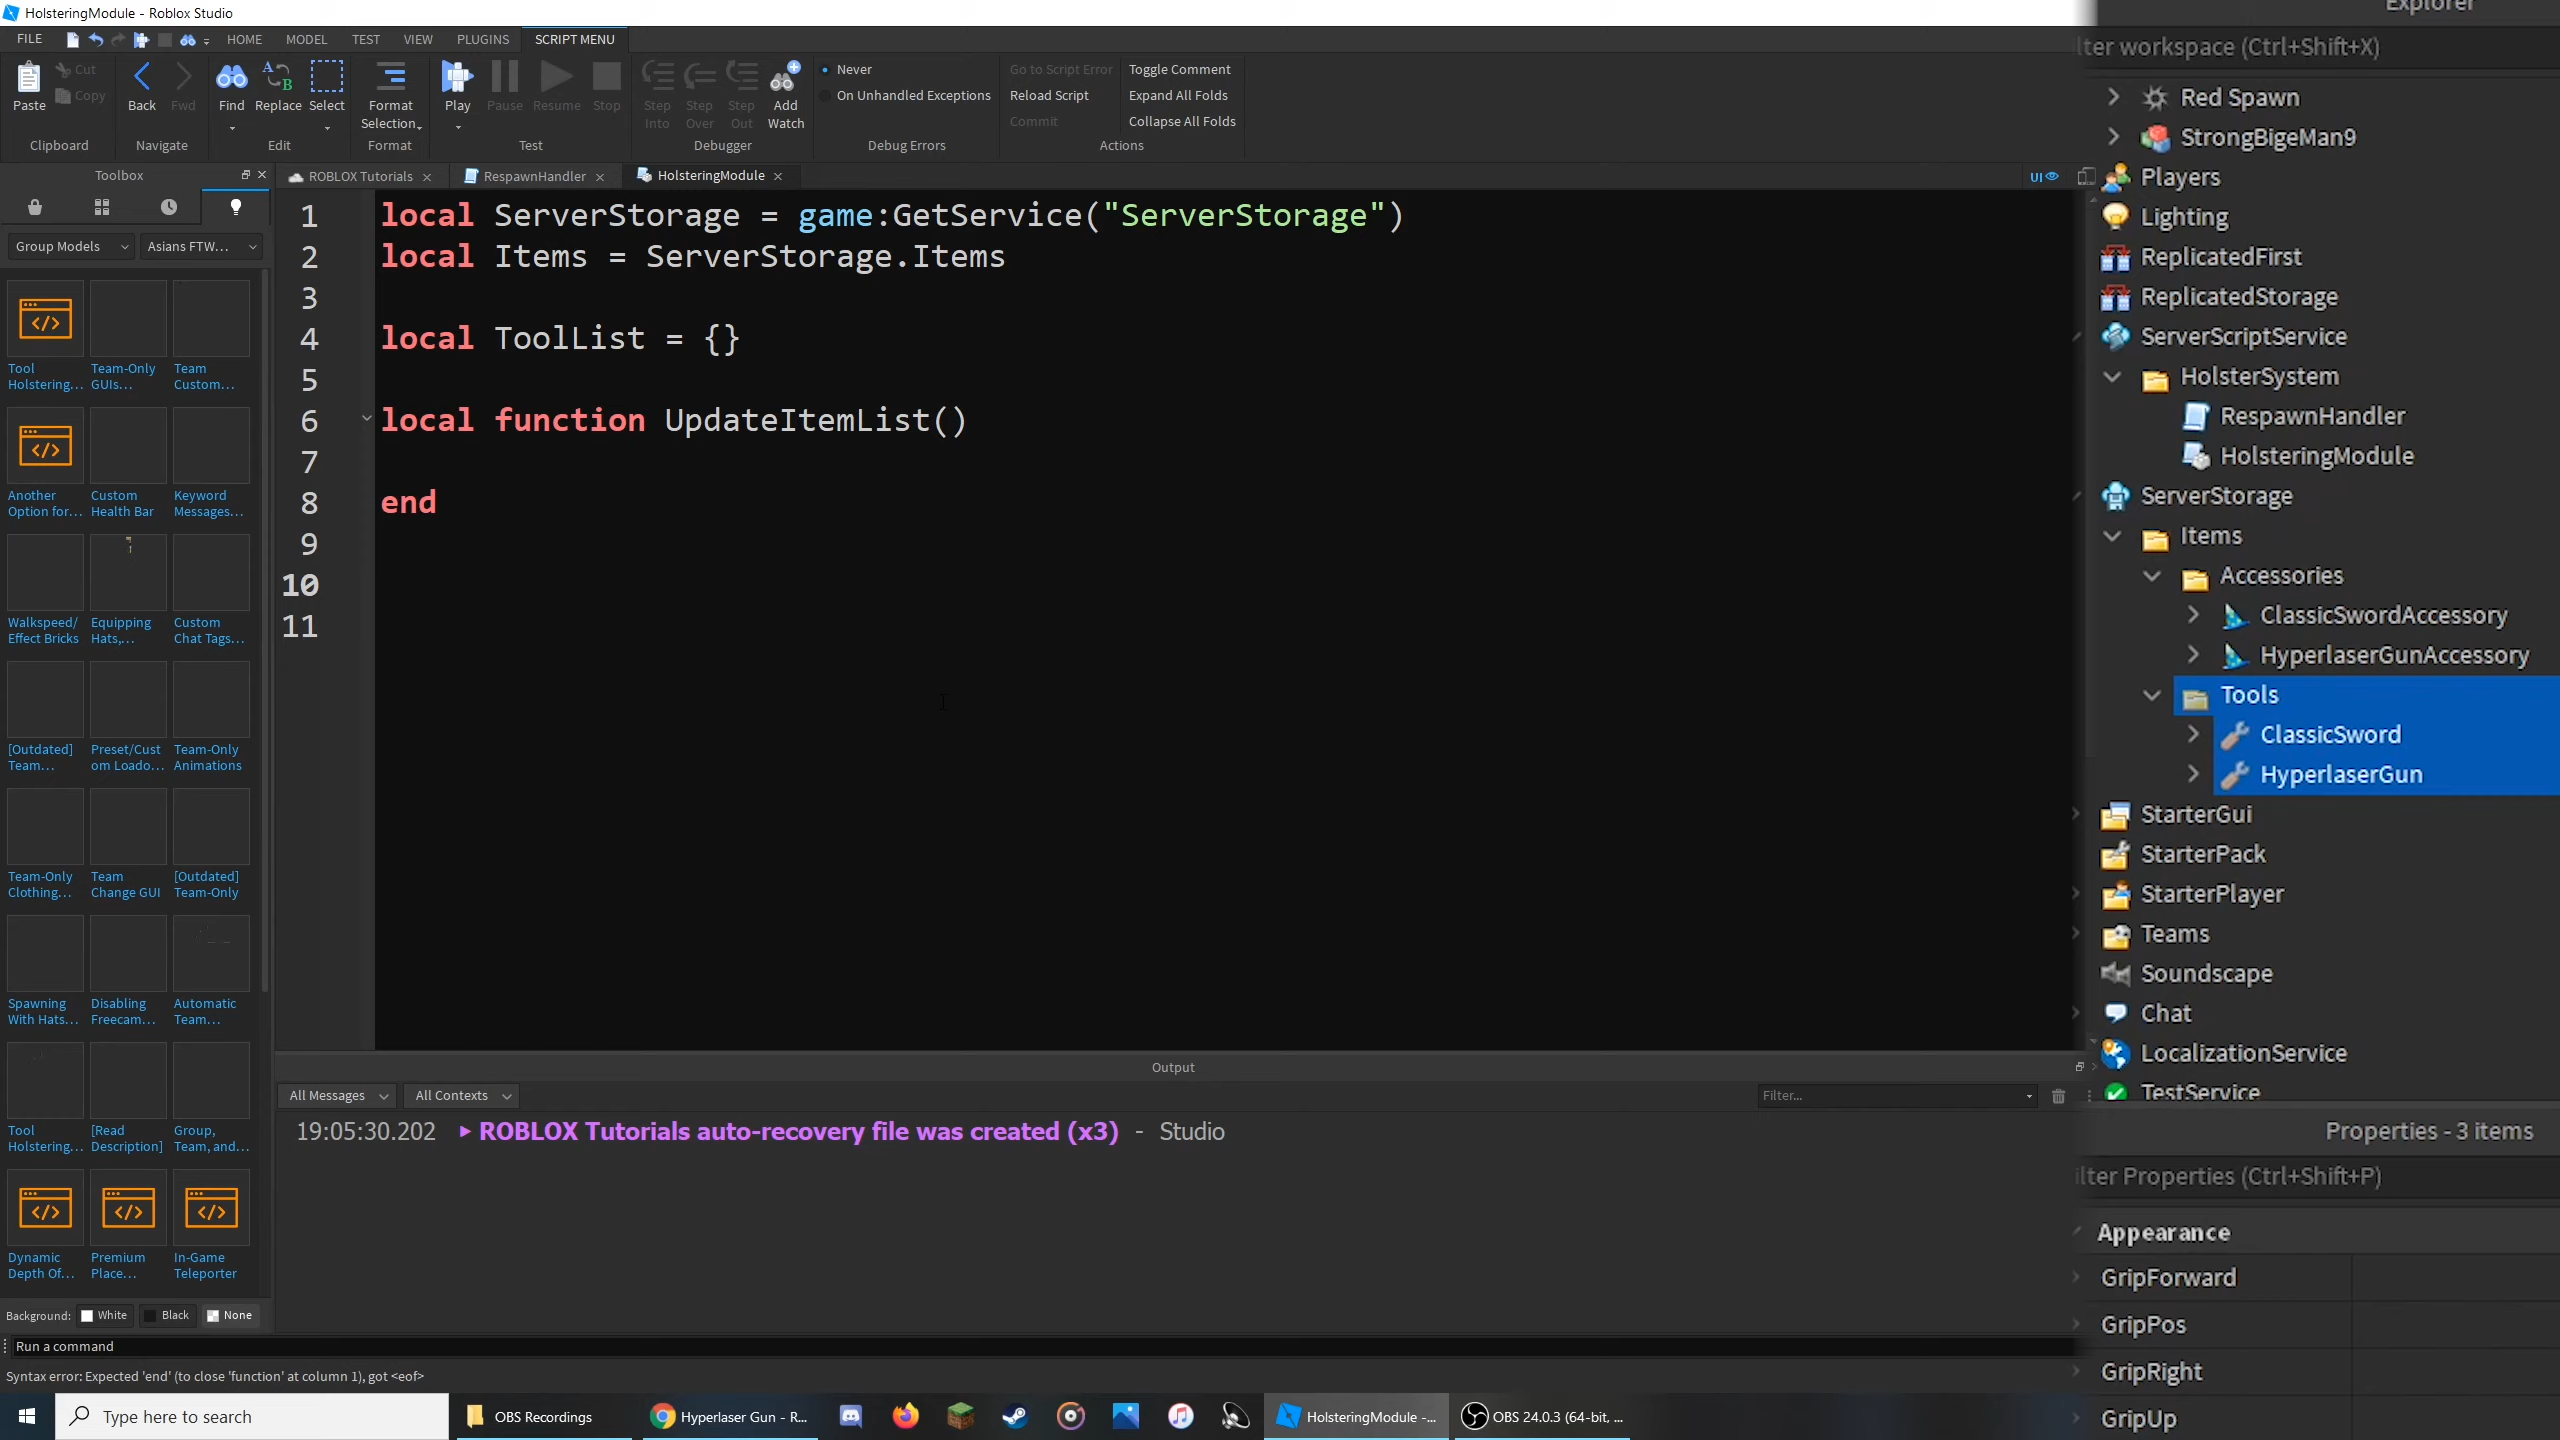 HolsteringModule - Roblox Studio
FILE HOME MODEL TEST VIEW PLUGINS SCRIPT MENU
Paste Cut Copy Clipboard
Back Fwd Navigate
Find Replace Select Edit
Format Selection Format
Play Pause Resume Stop Test
Step Into Step Over Step Out Add Watch Debugger
Never
On Unhandled Exceptions
Debug Errors
Go to Script Error Toggle Comment
Reload Script Expand All Folds
Commit Collapse All Folds
Actions
Toolbox
ROBLOX Tutorials RespawnHandler HolsteringModule UI
Group Models Asians FTW...
Tool Holstering...
Team-Only GUIs...
Team Custom...
Another Option for...
Custom Health Bar
Keyword Messages...
Walkspeed/ Effect Bricks
Equipping Hats,...
Custom Chat Tags...
[Outdated] Team...
Preset/Cust om Loado...
Team-Only Animations
Team-Only Clothing...
Team Change GUI
[Outdated] Team-Only
Spawning With Hats...
Disabling Freecam...
Automatic Team...
Tool Holstering...
[Read Description]
Group, Team, and...
Dynamic Depth Of...
Premium Place...
In-Game Teleporter
Background: White Black None
1 local ServerStorage = game:GetService("ServerStorage")
2 local Items = ServerStorage.Items
3
4 local ToolList = {}
5
6 local function UpdateItemList()
7
8 end
9
10
11
Output
All Messages All Contexts Filter...
19:05:30.202 ROBLOX Tutorials auto-recovery file was created (x3) - Studio
Run a command
Syntax error: Expected 'end' (to close 'function' at column 1), got <eof>
Explorer
lter workspace (Ctrl+Shift+X)
Red Spawn
StrongBigeMan9
Players
Lighting
ReplicatedFirst
ReplicatedStorage
ServerScriptService
HolsterSystem
RespawnHandler
HolsteringModule
ServerStorage
Items
Accessories
ClassicSwordAccessory
HyperlaserGunAccessory
Tools
ClassicSword
HyperlaserGun
StarterGui
StarterPack
StarterPlayer
Teams
Soundscape
Chat
LocalizationService
TestService
Properties - 3 items
ilter Properties (Ctrl+Shift+P)
Appearance
GripForward
GripPos
GripRight
GripUp
Type here to search
OBS Recordings
Hyperlaser Gun - R...
HolsteringModule -...
OBS 24.0.3 (64-bit, ...